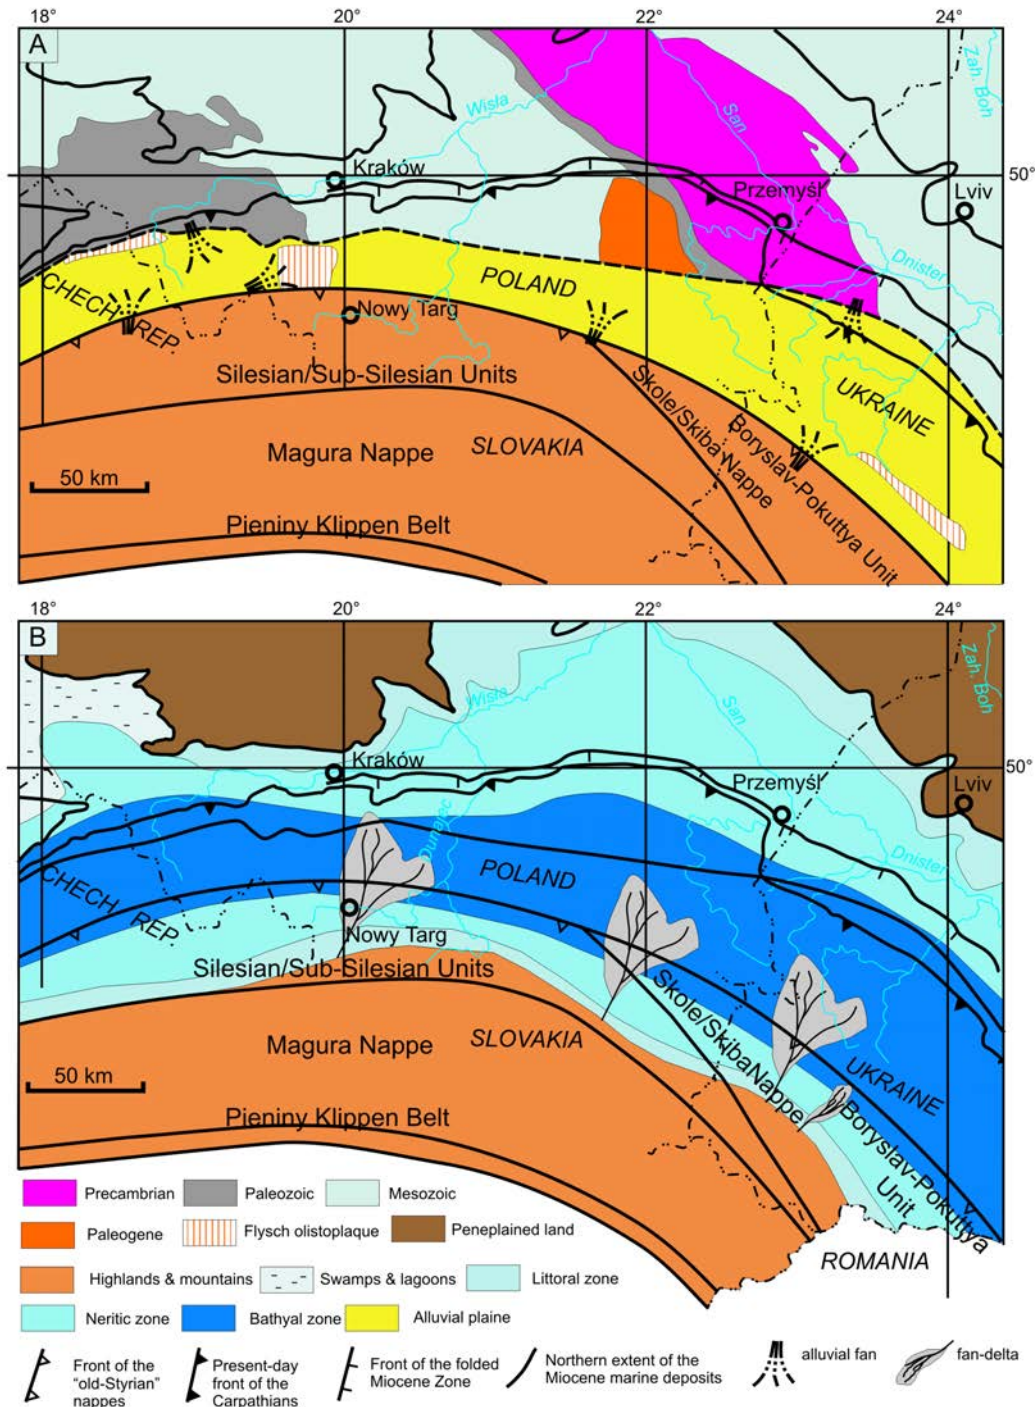 18° 20° 22° 24°
A
Zah. Boh
Wisła
San
Kraków
50°
Przemyśl
Lviv
Dnister
CHECH REP.
POLAND
Nowy Targ
UKRAINE
Silesian/Sub-Silesian Units
Skole/Skiba Nappe
Boryslav-Pokuttya Unit
Magura Nappe
SLOVAKIA
50 km
Pieniny Klippen Belt
18° 20° 22° 24°
B
Zah. Boh
Wisła
San
Kraków
50°
Przemyśl
Lviv
Dunajec
Dnister
CHECH REP.
POLAND
Nowy Targ
Silesian/Sub-Silesian Units
Skole/SkibaNappe
UKRAINE
Magura Nappe
SLOVAKIA
50 km
Boryslav-Pokuttya
Unit
Pieniny Klippen Belt
ROMANIA
Precambrian
Paleozoic
Mesozoic
Paleogene
Flysch olistoplaque
Peneplained land
Highlands & mountains
Swamps & lagoons
Littoral zone
Neritic zone
Bathyal zone
Alluvial plaine
Front of the
"old-Styrian"
nappes
Present-day
front of the
Carpathians
Front of the folded
Miocene Zone
Northern extent of the
Miocene marine deposits
alluvial fan
fan-delta